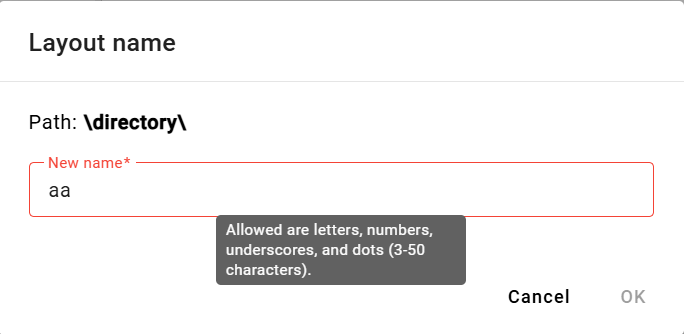 Layout name
Path: \directory\
New name*
aa
Allowed are letters, numbers,
underscores, and dots (3-50
characters).
Cancel OK